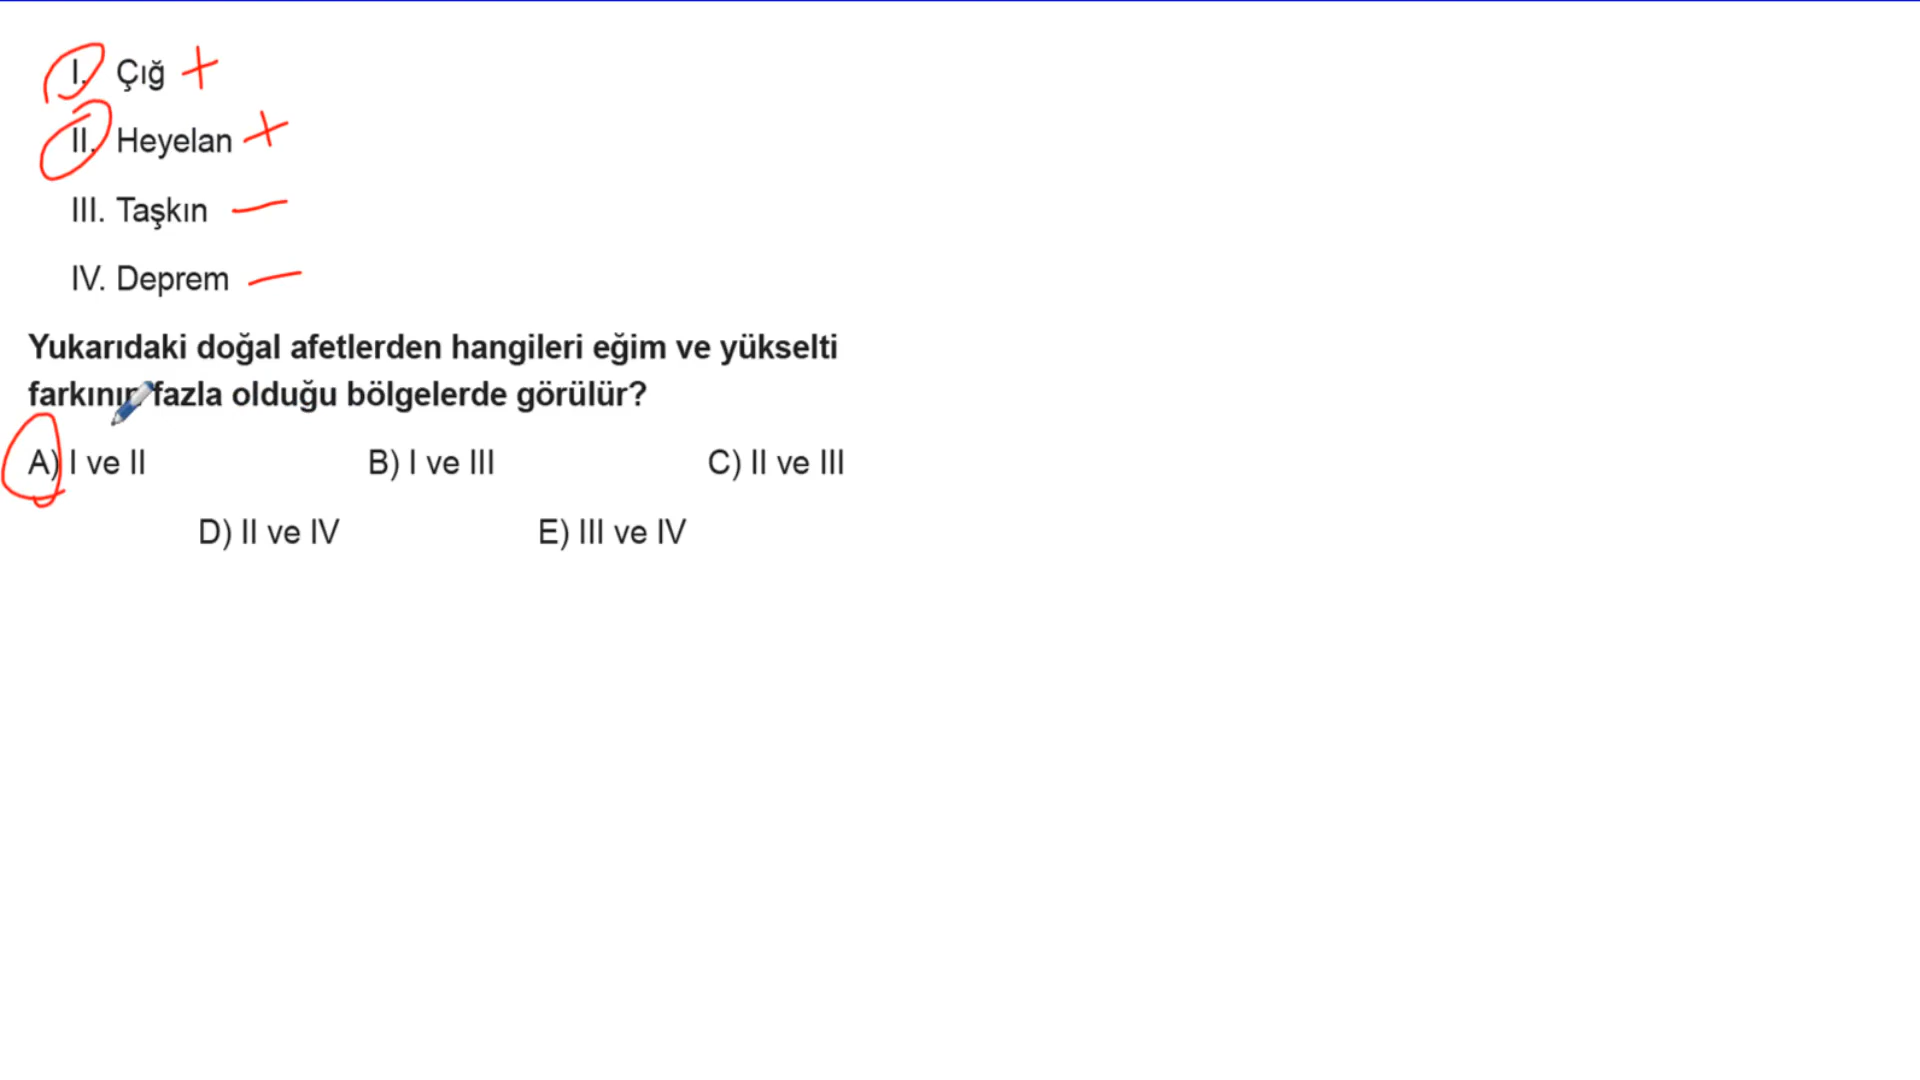 I. Çığ +
II. Heyelan +
III. Taşkın —
IV. Deprem —
Yukarıdaki doğal afetlerden hangileri eğim ve yükselti
farkının fazla olduğu bölgelerde görülür?
A) I ve II B) I ve III C) II ve III
D) II ve IV E) III ve IV